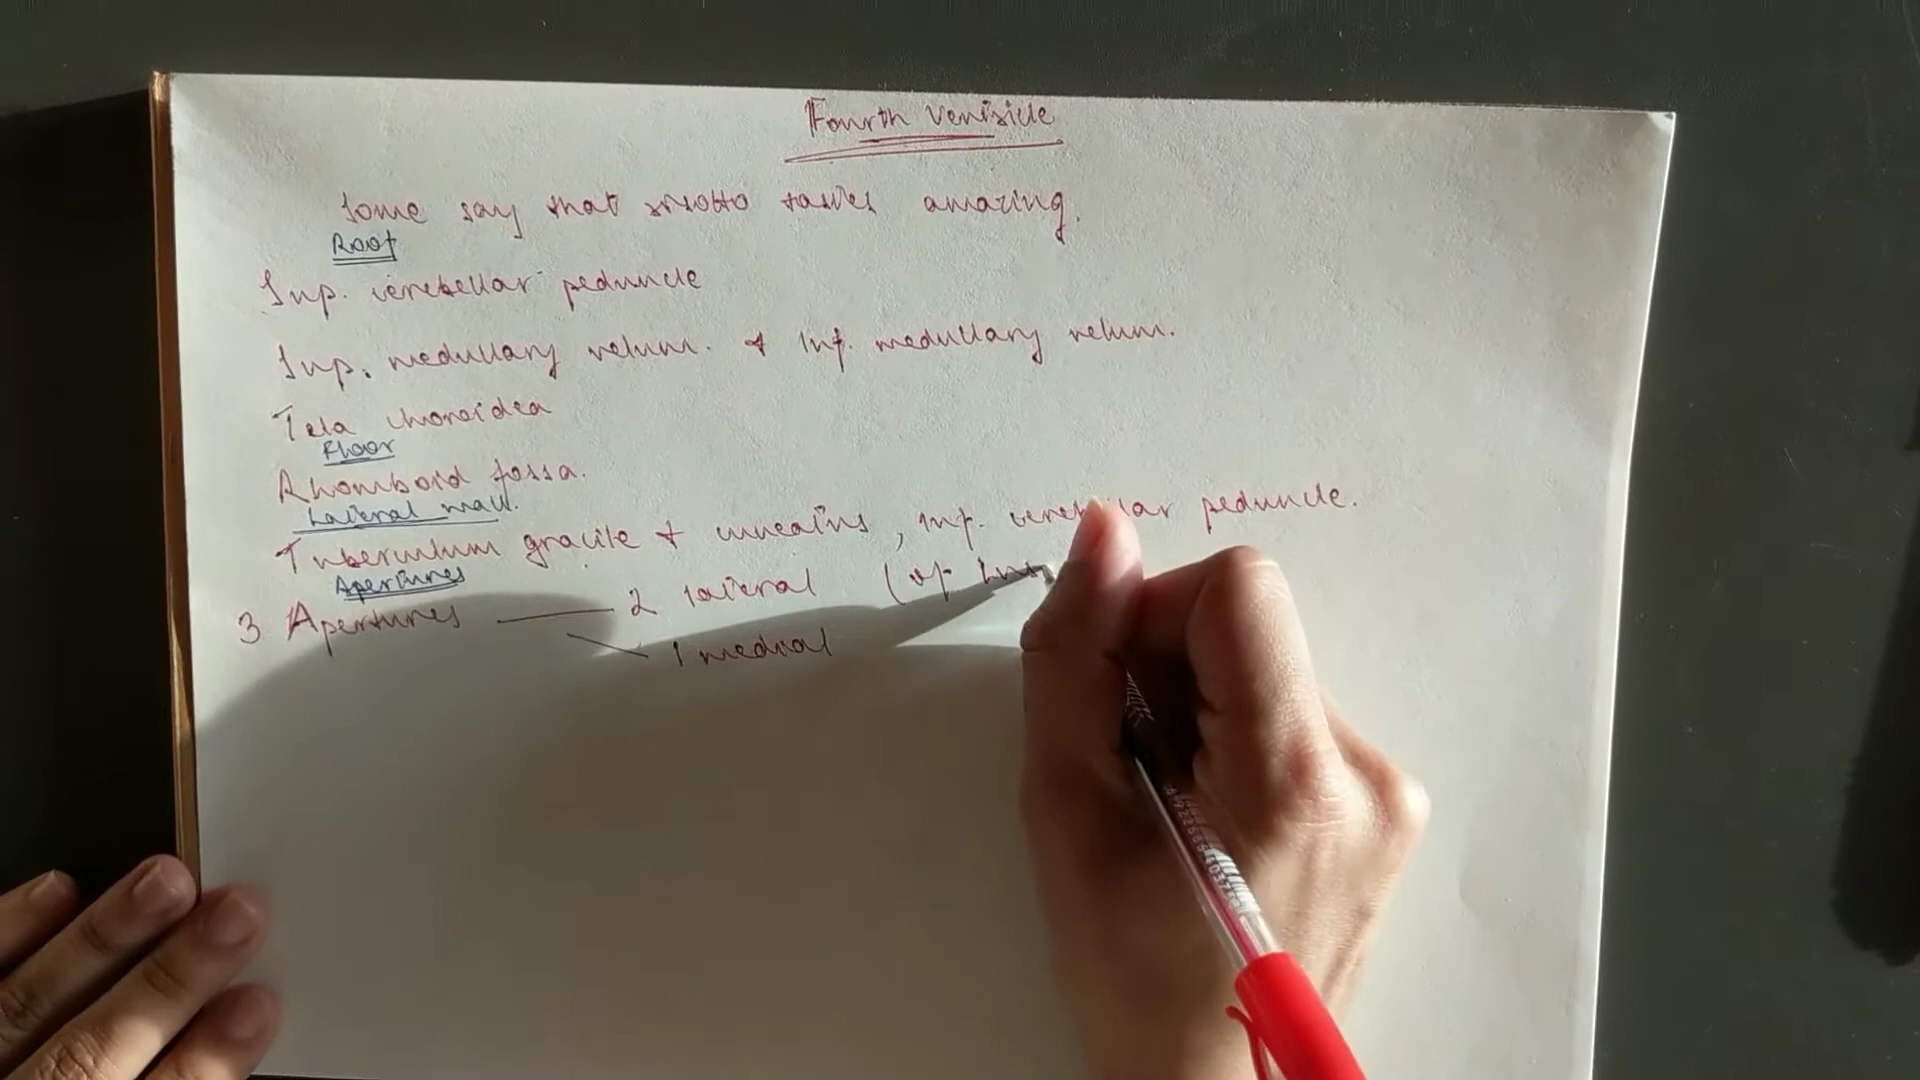 Fourth Ventricle
Some say that risotto tastes amazing.
Roof
Sup. cerebellar peduncle
Sup. medullary velum. & Inf. medullary velum.
Tela choroidea
Floor
Rhomboid fossa.
Lateral wall.
Tuberculum gracile & cuneatus, inf. cerebellar peduncle.
Apertures
3 Apertures — 2 lateral (of
1 medial